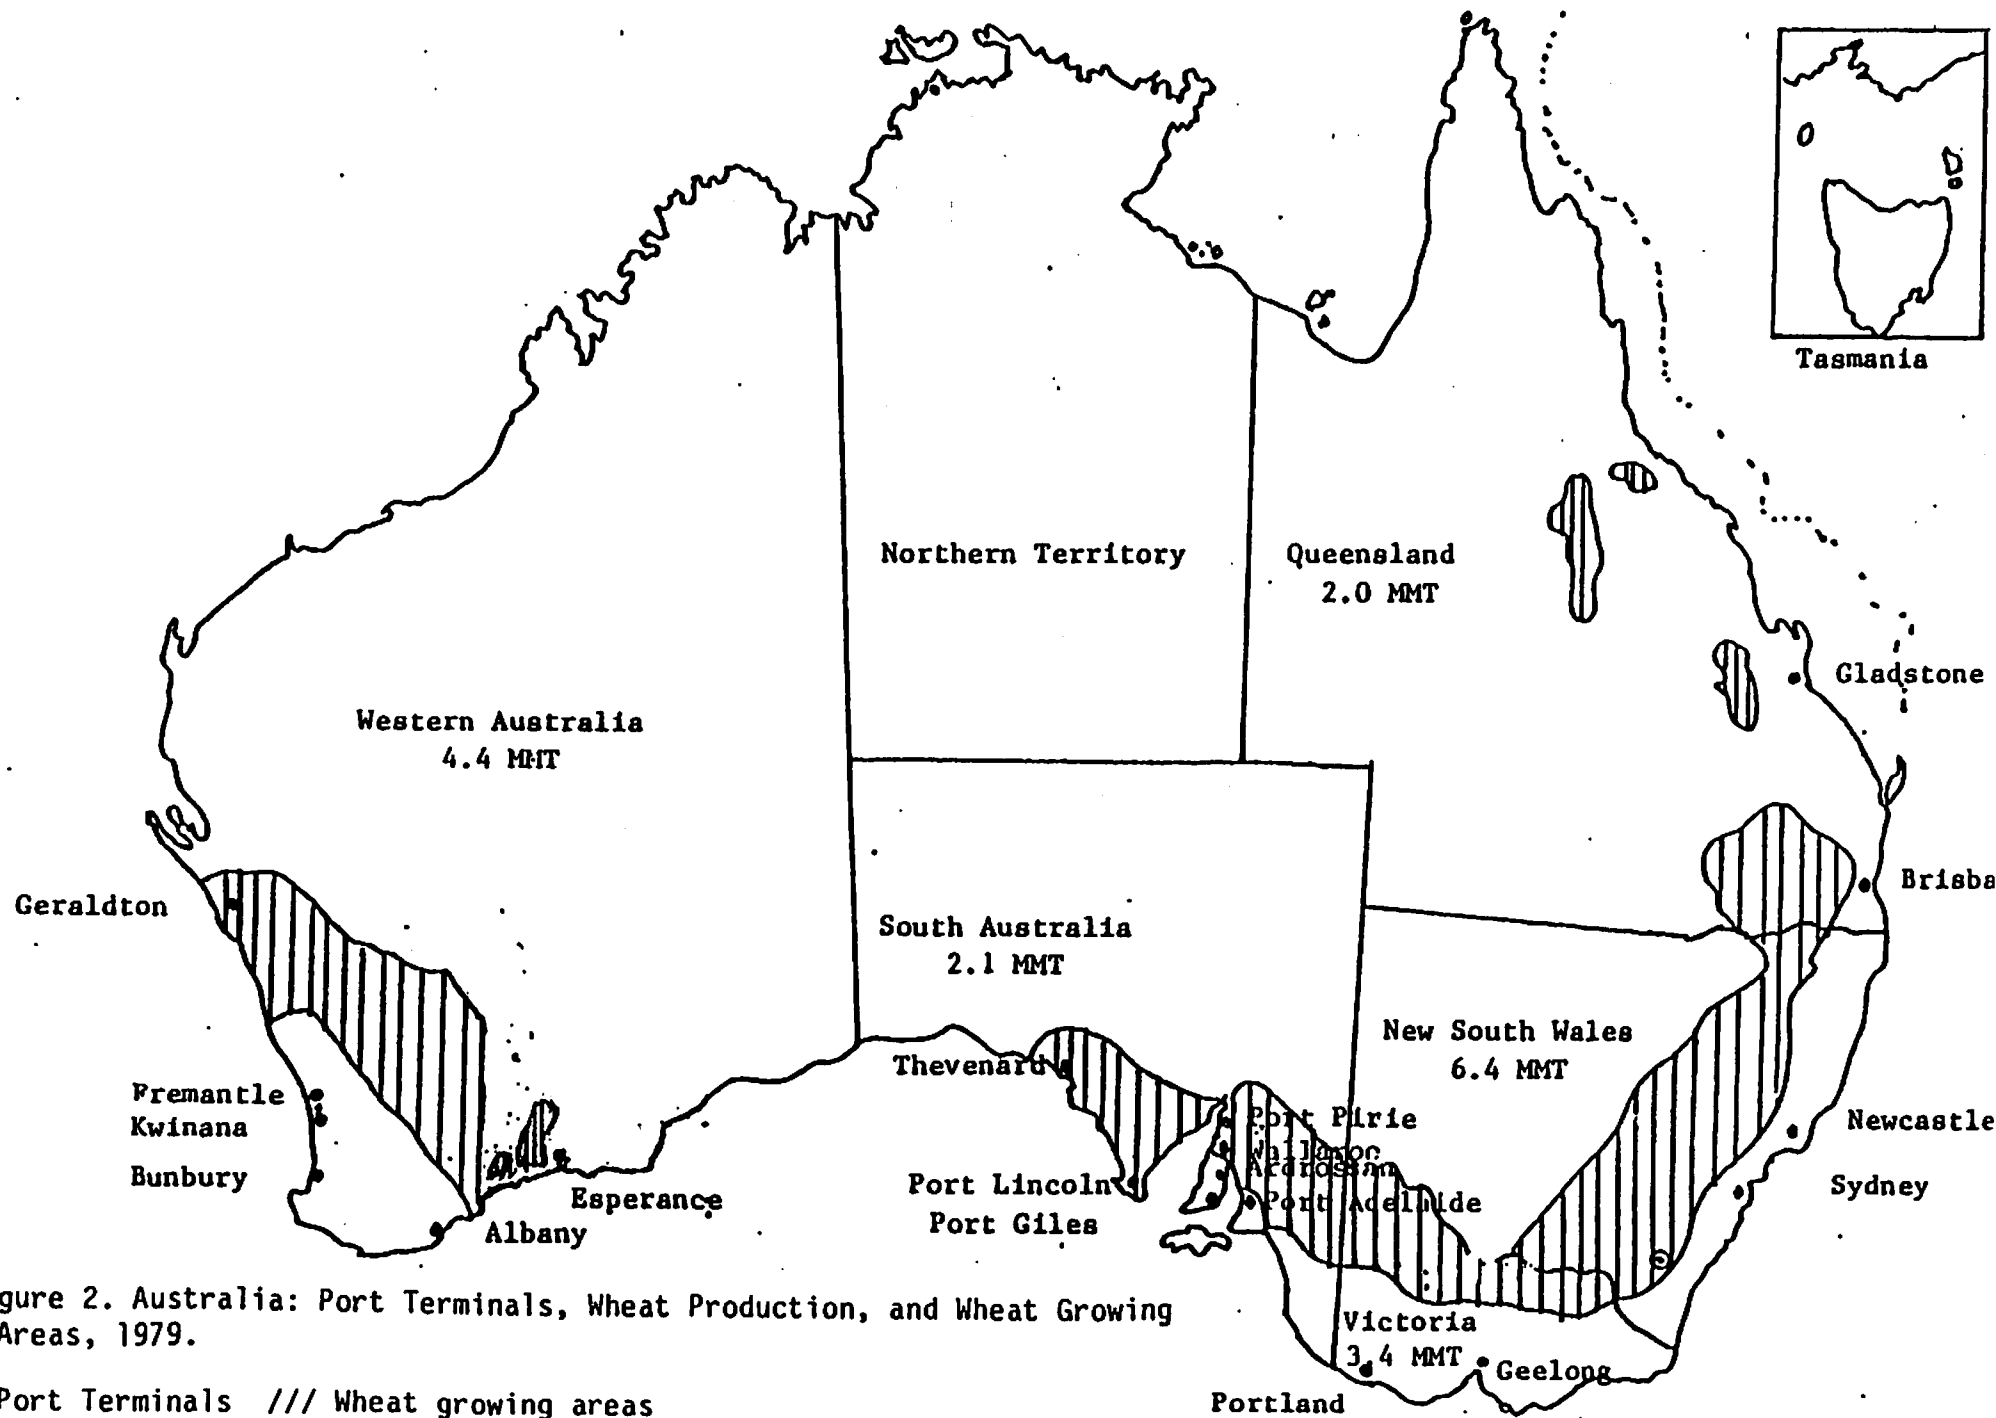 Tasmania
Northern Territory
Queensland
2.0 MMT
Gladstone
Western Australia
4.4 MMT
Geraldton
Brisba
South Australia
2.1 MMT
New South Wales
6.4 MMT
Thevenard
Fremantle
Kwinana
Bunbury
Port Pirie
Wallaroo
Ardrossan
Port Adelaide
Newcastle
Sydney
Port Lincoln
Port Giles
Esperance
Albany
gure 2. Australia: Port Terminals, Wheat Production, and Wheat Growing
Areas, 1979.
Victoria
3.4 MMT
Geelong
Portland
Port Terminals /// Wheat growing areas